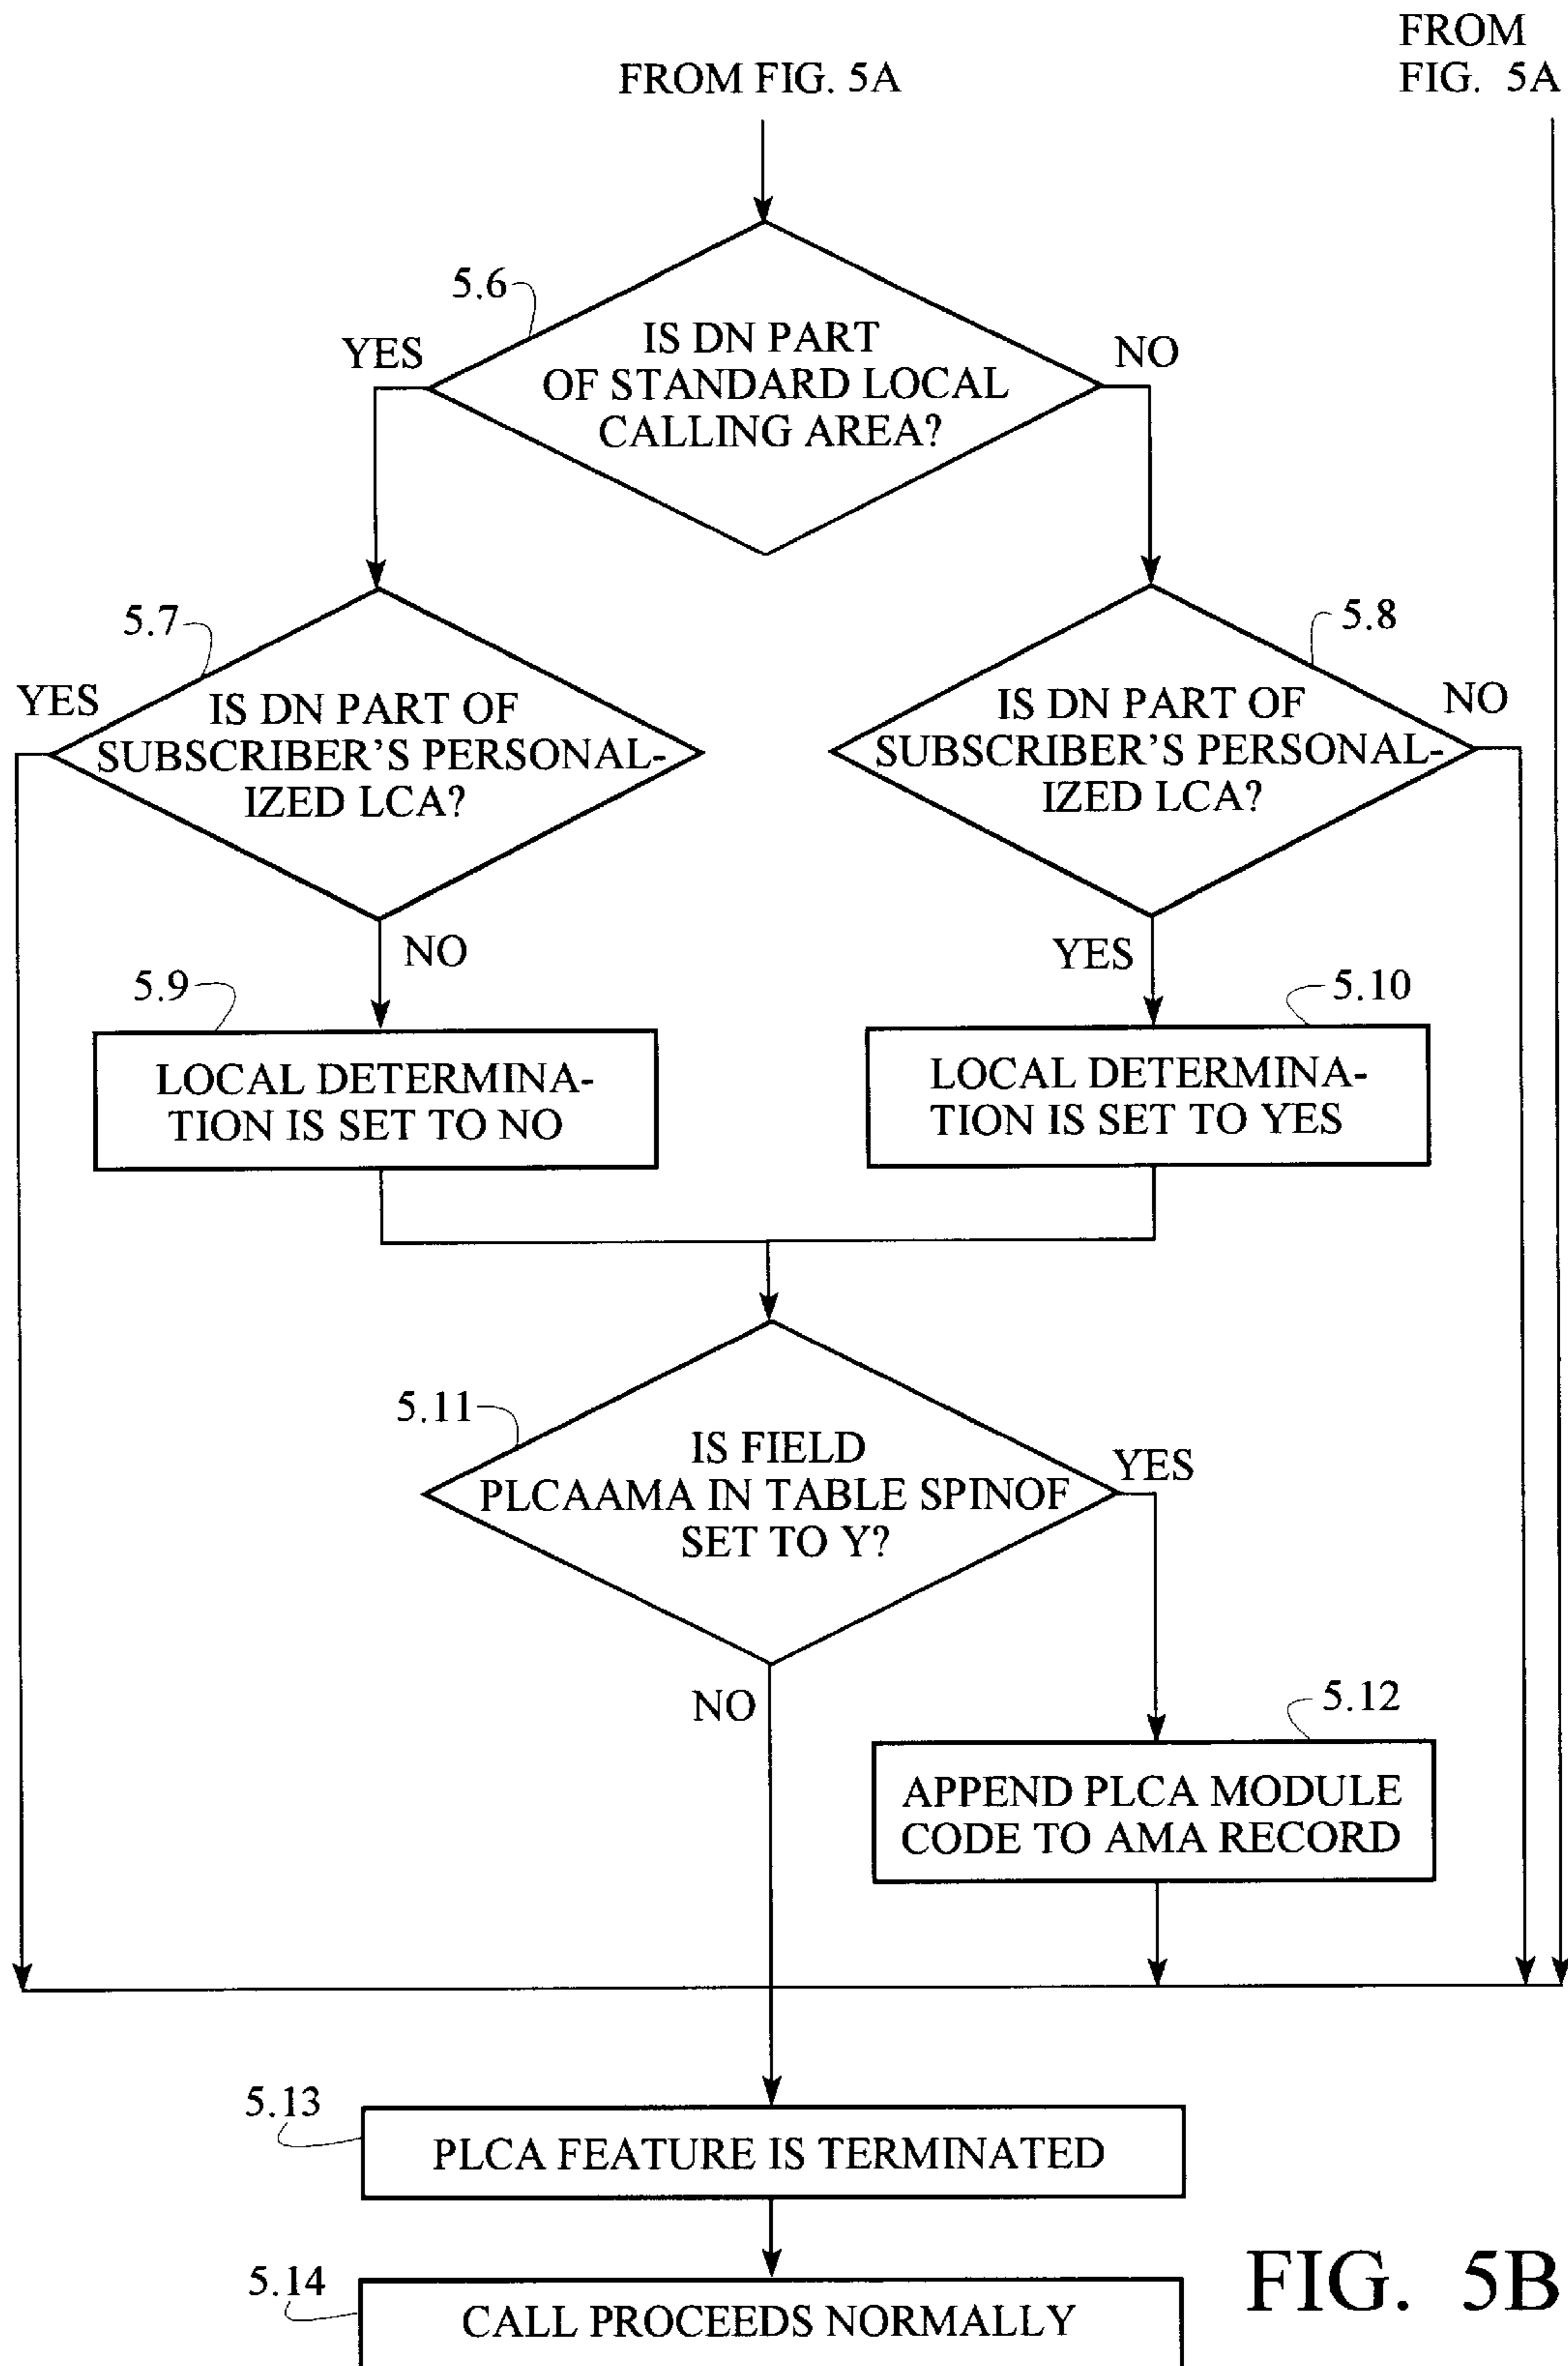 FROM
FIG. 5A
FROM FIG. 5A
5.6
YES
IS DN PART
OF STANDARD LOCAL
CALLING AREA?
NO
5.7
YES
IS DN PART OF
SUBSCRIBER'S PERSONAL-
IZED LCA?
NO
5.8
IS DN PART OF
SUBSCRIBER'S PERSONAL-
IZED LCA?
NO
YES
5.9
LOCAL DETERMINA-
TION IS SET TO NO
5.10
LOCAL DETERMINA-
TION IS SET TO YES
5.11
IS FIELD
PLCAAMA IN TABLE SPINOF
SET TO Y?
YES
NO
5.12
APPEND PLCA MODULE
CODE TO AMA RECORD
5.13
PLCA FEATURE IS TERMINATED
5.14
CALL PROCEEDS NORMALLY
FIG. 5B